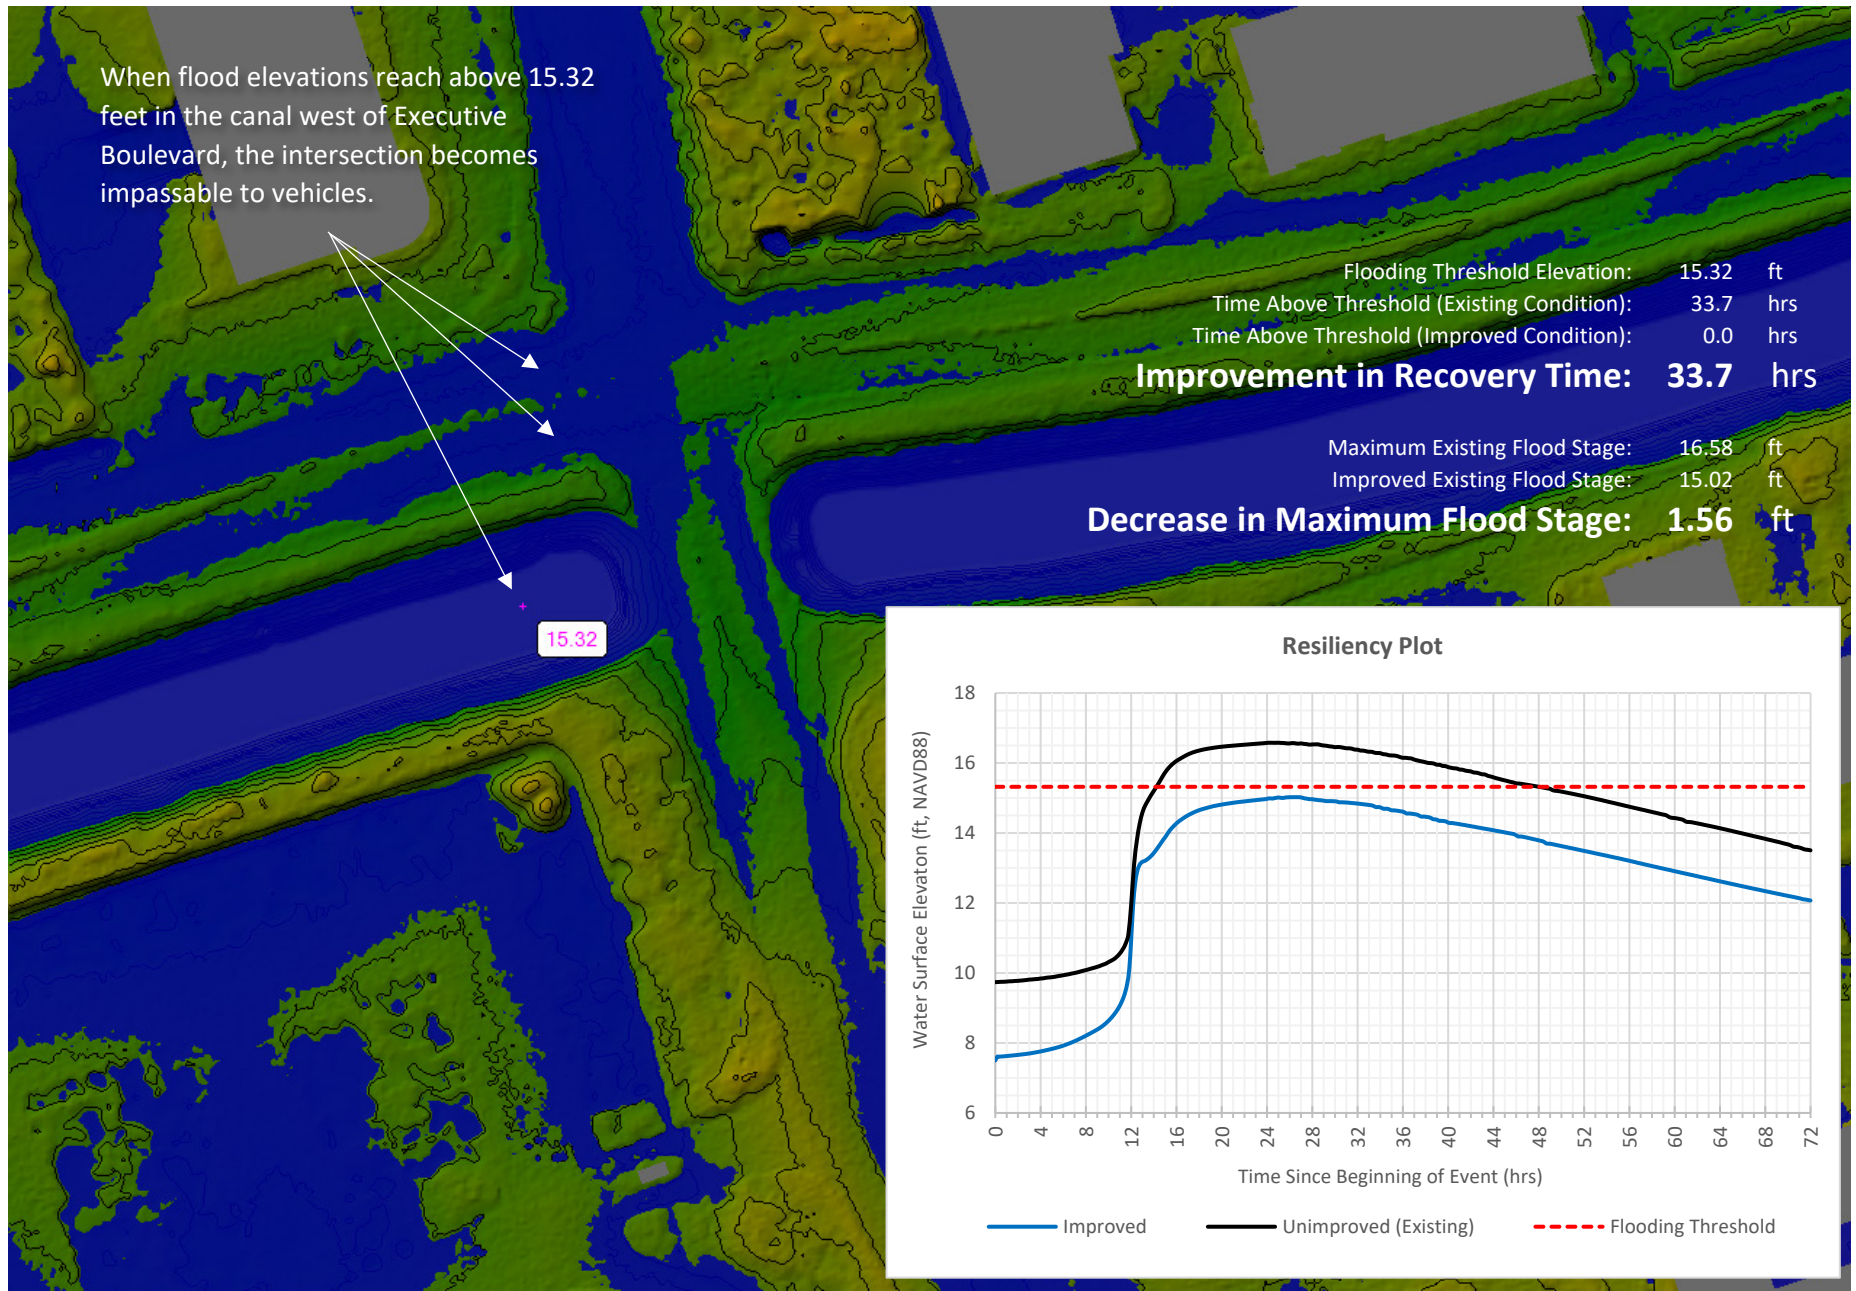 When flood elevations reach above 15.32
feet in the canal west of Executive
Boulevard, the intersection becomes
impassable to vehicles.
Flooding Threshold Elevation: 15.32 ft
Time Above Threshold (Existing Condition): 33.7 hrs
Time Above Threshold (Improved Condition): 0.0 hrs
Improvement in Recovery Time: 33.7 hrs
Maximum Existing Flood Stage: 16.58 ft
Improved Existing Flood Stage: 15.02 ft
Decrease in Maximum Flood Stage: 1.56 ft
15.32
Resiliency Plot
Water Surface Elevaton (ft, NAVD88)
18
16
14
12
10
8
6
0 4 8 12 16 20 24 28 32 36 40 44 48 52 56 60 64 68 72
Time Since Beginning of Event (hrs)
Improved Unimproved (Existing) Flooding Threshold